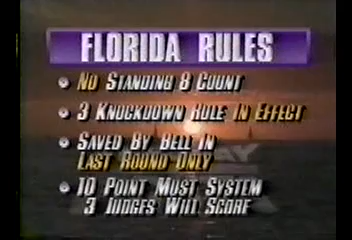 FLORIDA RULES
NO STANDING 8 COUNT
3 KNOCKDOWN RULE IN EFFECT
SAVED BY BELL IN
LAST ROUND ONLY
10 POINT MUST SYSTEM
3 JUDGES WILL SCORE